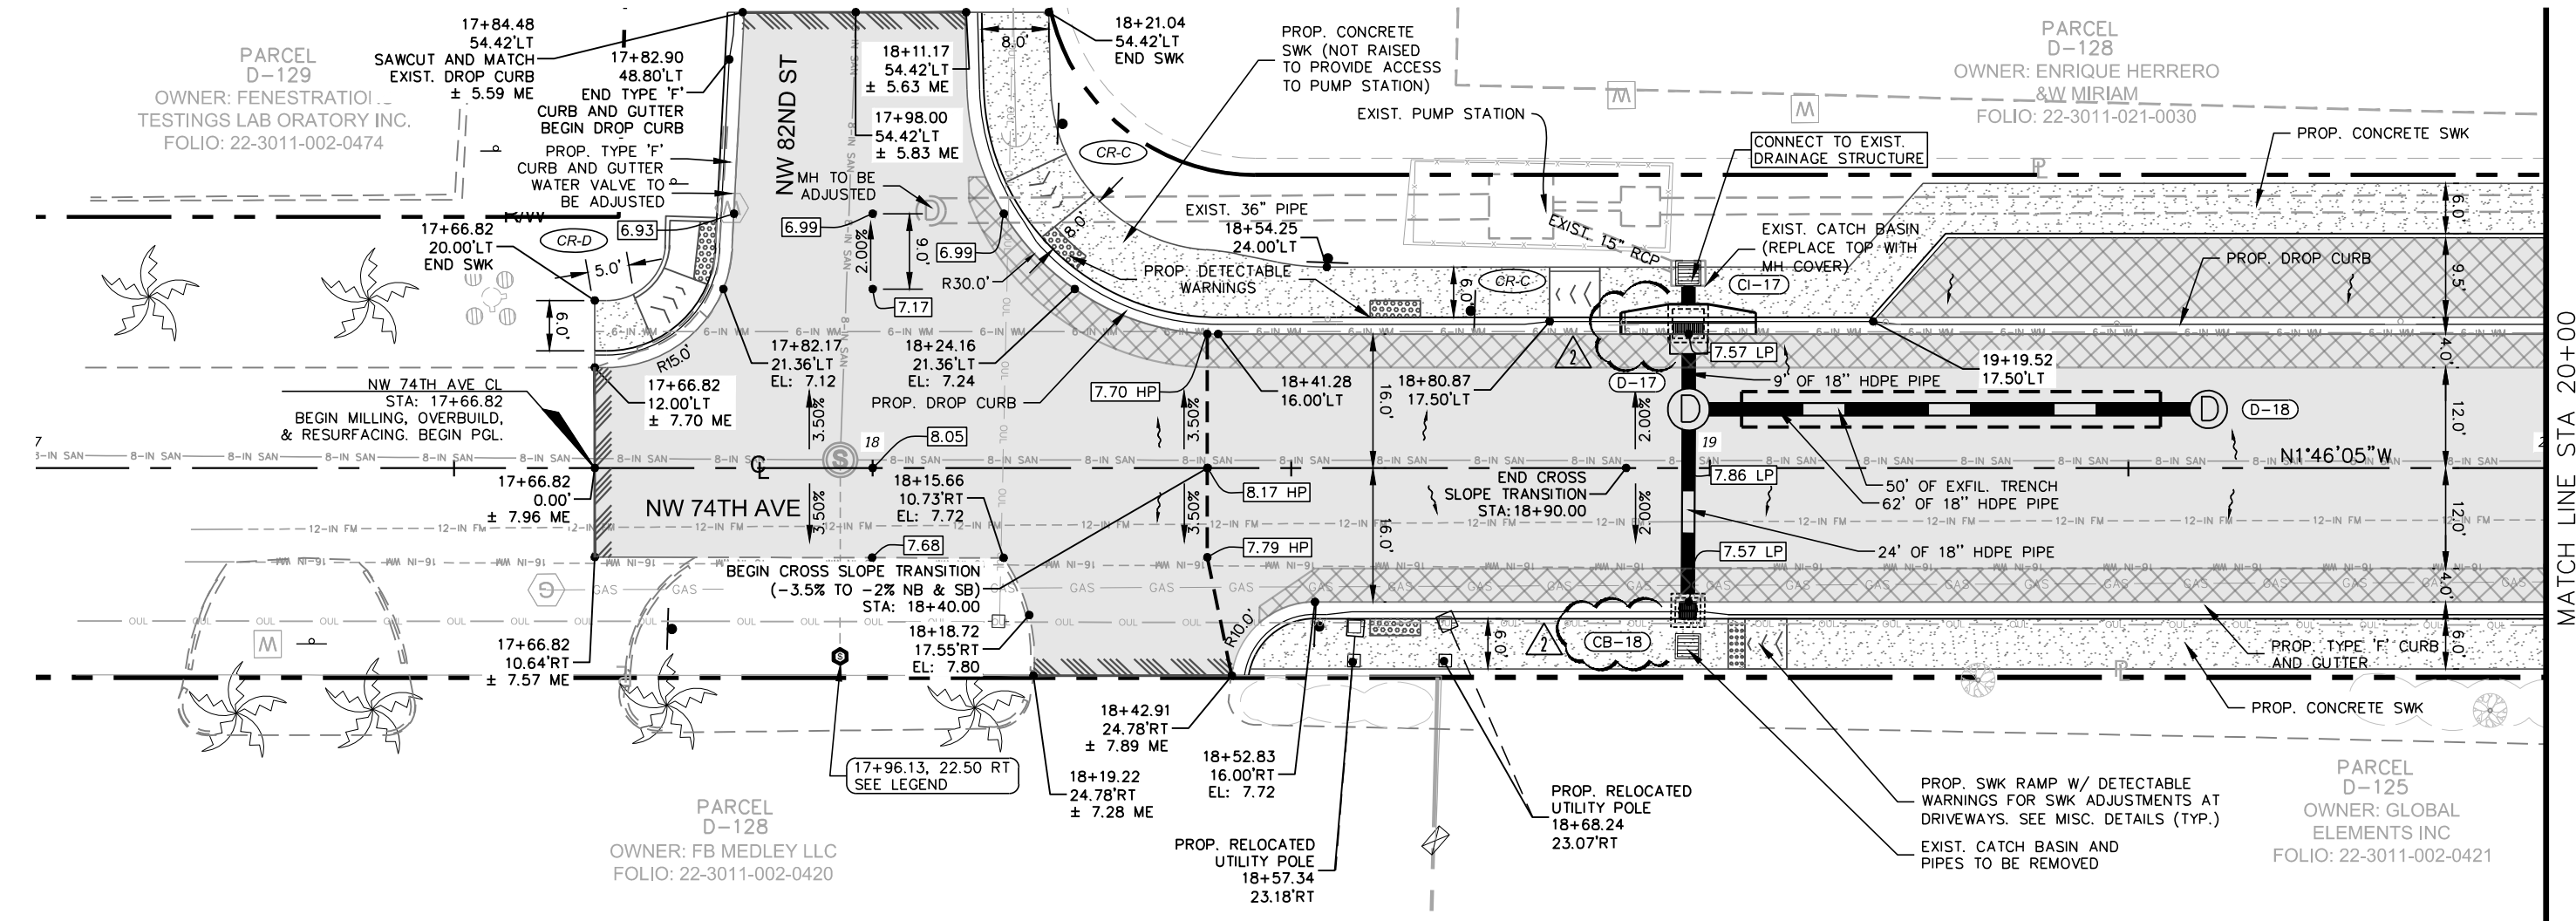 17+84.48
54.42'LT
SAWCUT AND MATCH
EXIST. DROP CURB
± 5.59 ME
17+82.90
48.80'LT
END TYPE 'F'
CURB AND GUTTER
BEGIN DROP CURB
PROP. TYPE 'F'
CURB AND GUTTER
WATER VALVE TO
BE ADJUSTED
PARCEL
D-129
OWNER: FENESTRATION
TESTINGS LAB ORATORY INC.
FOLIO: 22-3011-002-0474
R/W
17+66.82
20.00'LT
END SWK
CR-D
5.0'
6.0'
6.93
R15.0'
NW 82ND ST
18+11.17
54.42'LT
± 5.63 ME
17+98.00
54.42'LT
± 5.83 ME
MH TO BE
ADJUSTED
6.99
2.00%
9.0'
6.99
7.17
R30.0'
8.0'
8.0'
18+21.04
54.42'LT
END SWK
CR-C
PROP. CONCRETE
SWK (NOT RAISED
TO PROVIDE ACCESS
TO PUMP STATION)
EXIST. PUMP STATION
EXIST. 36" PIPE
18+54.25
24.00'LT
PROP. DETECTABLE
WARNINGS
CR-C
6.0'
EXIST. 15" RCP
CONNECT TO EXIST.
DRAINAGE STRUCTURE
EXIST. CATCH BASIN
(REPLACE TOP WITH
MH COVER)
CI-17
PARCEL
D-128
OWNER: ENRIQUE HERRERO
&W MIRIAM
FOLIO: 22-3011-021-0030
PROP. CONCRETE SWK
PROP. DROP CURB
6.0'
9.5'
4.0'
12.0'
12.0'
4.0'
6.0'
MATCH LINE STA 20+00
NW 74TH AVE CL
STA: 17+66.82
BEGIN MILLING, OVERBUILD,
& RESURFACING. BEGIN PGL.
17+66.82
12.00'LT
± 7.70 ME
17+82.17
21.36'LT
EL: 7.12
18+24.16
21.36'LT
EL: 7.24
PROP. DROP CURB
7.70 HP
18+41.28
16.00'LT
18+80.87
17.50'LT
2
D-17
7.57 LP
9' OF 18" HDPE PIPE
19+19.52
17.50'LT
D
D
D-18
3.50%
3.50%
16.0'
2.00%
6-IN WM
8-IN SAN
12-IN FM
16-IN WM
GAS
OUL
18
8.05
19
N1°46'05"W
17+66.82
0.00'
± 7.96 ME
NW 74TH AVE
3.50%
18+15.66
10.73'RT
EL: 7.72
7.68
3.50%
8.17 HP
7.79 HP
16.0'
END CROSS
SLOPE TRANSITION
STA: 18+90.00
2.00%
7.86 LP
50' OF EXFIL. TRENCH
62' OF 18" HDPE PIPE
7.57 LP
24' OF 18" HDPE PIPE
BEGIN CROSS SLOPE TRANSITION
(-3.5% TO -2% NB & SB)
STA: 18+40.00
17+66.82
10.64'RT
± 7.57 ME
18+18.72
17.55'RT
EL: 7.80
R10.0'
6.0'
2
CB-18
PROP. TYPE 'F' CURB
AND GUTTER
PROP. CONCRETE SWK
17+96.13, 22.50 RT
SEE LEGEND
18+42.91
24.78'RT
± 7.89 ME
18+19.22
24.78'RT
± 7.28 ME
18+52.83
16.00'RT
EL: 7.72
PROP. RELOCATED
UTILITY POLE
18+57.34
23.18'RT
PROP. RELOCATED
UTILITY POLE
18+68.24
23.07'RT
PROP. SWK RAMP W/ DETECTABLE
WARNINGS FOR SWK ADJUSTMENTS AT
DRIVEWAYS. SEE MISC. DETAILS (TYP.)
EXIST. CATCH BASIN AND
PIPES TO BE REMOVED
PARCEL
D-128
OWNER: FB MEDLEY LLC
FOLIO: 22-3011-002-0420
PARCEL
D-125
OWNER: GLOBAL
ELEMENTS INC
FOLIO: 22-3011-002-0421